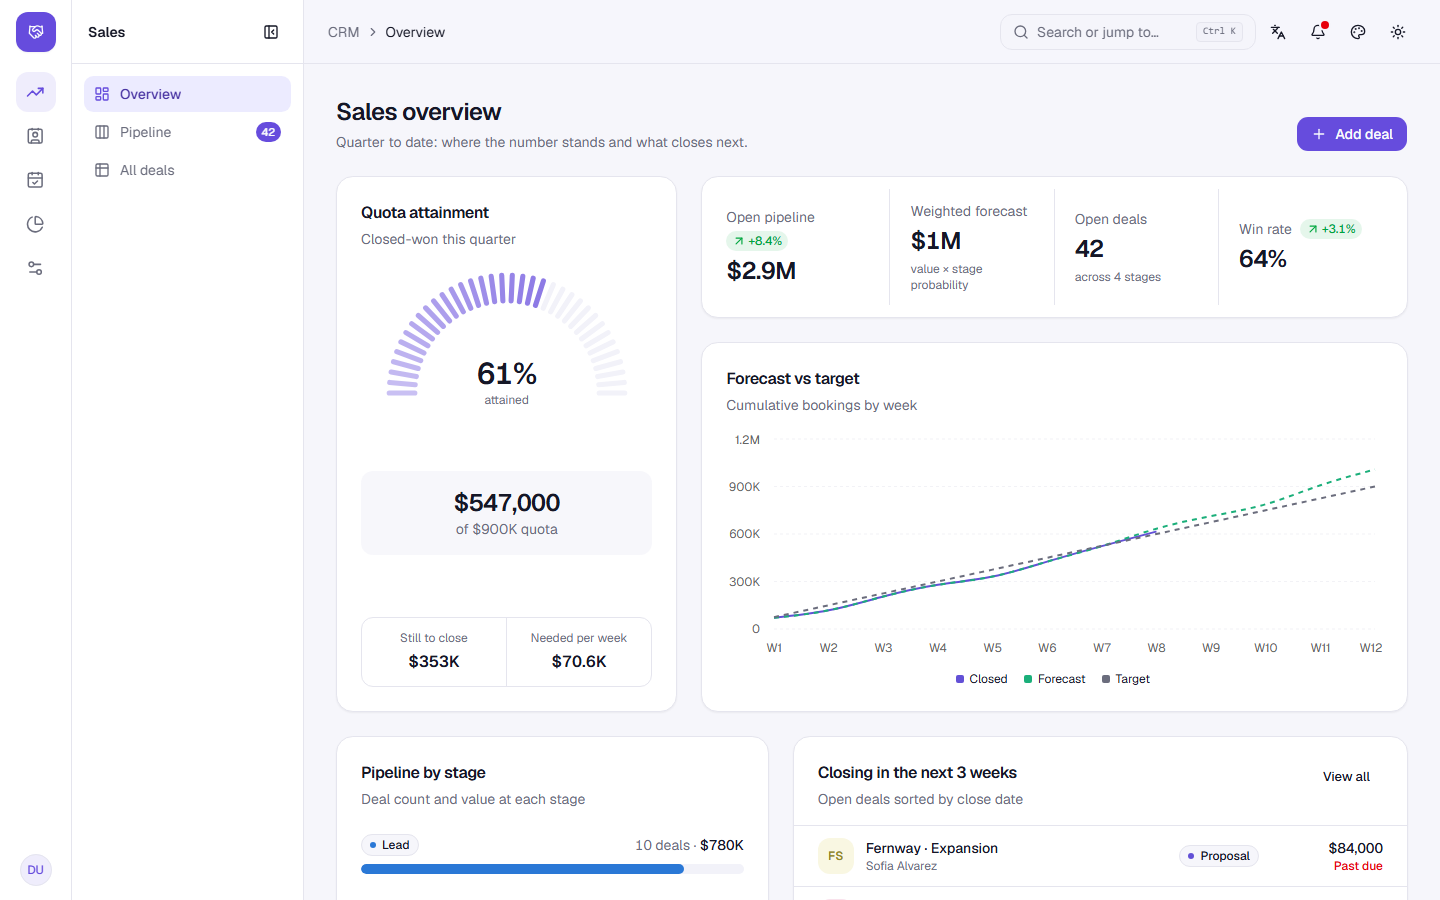 Sales
CRM > Overview
Search or jump to...
Ctrl K
Overview
Pipeline
42
All deals
DU
Sales overview
Quarter to date: where the number stands and what closes next.
Add deal
Quota attainment
Closed-won this quarter
61%
attained
$547,000
of $900K quota
Still to close
$353K
Needed per week
$70.6K
Open pipeline
+8.4%
$2.9M
Weighted forecast
$1M
value × stage
probability
Open deals
42
across 4 stages
Win rate
+3.1%
64%
Forecast vs target
Cumulative bookings by week
1.2M
900K
600K
300K
0
W1 W2 W3 W4 W5 W6 W7 W8 W9 W10 W11 W12
Closed Forecast Target
Pipeline by stage
Deal count and value at each stage
Lead
10 deals · $780K
Closing in the next 3 weeks
Open deals sorted by close date
View all
FS
Fernway · Expansion
Sofia Alvarez
Proposal
$84,000
Past due